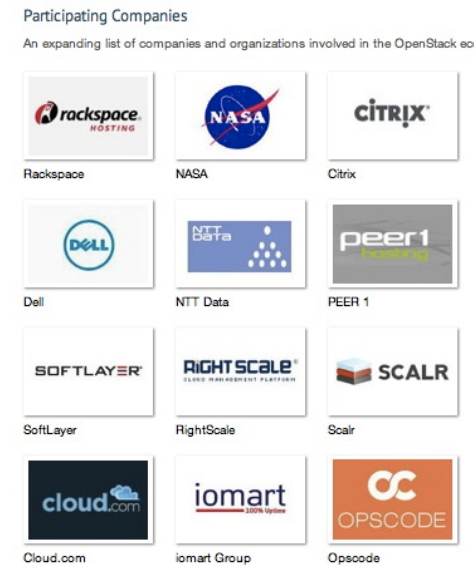 Participating Companies
An expanding list of companies and organizations involved in the OpenStack
rackspace.
HOSTING
NASA
CİTRIX
Rackspace
NASA
Citrix
DELL
NTT
DATA
peer1
hosting
Dell
NTT Data
PEER 1
SOFTLAYER
RIGHTSCALE
CLOUD MANAGEMENT PLATFORM
SCALR
SoftLayer
RightScale
Scalr
cloud.com
iomart
100% Uptime
OPSCODE
Cloud.com
iomart Group
Opscode